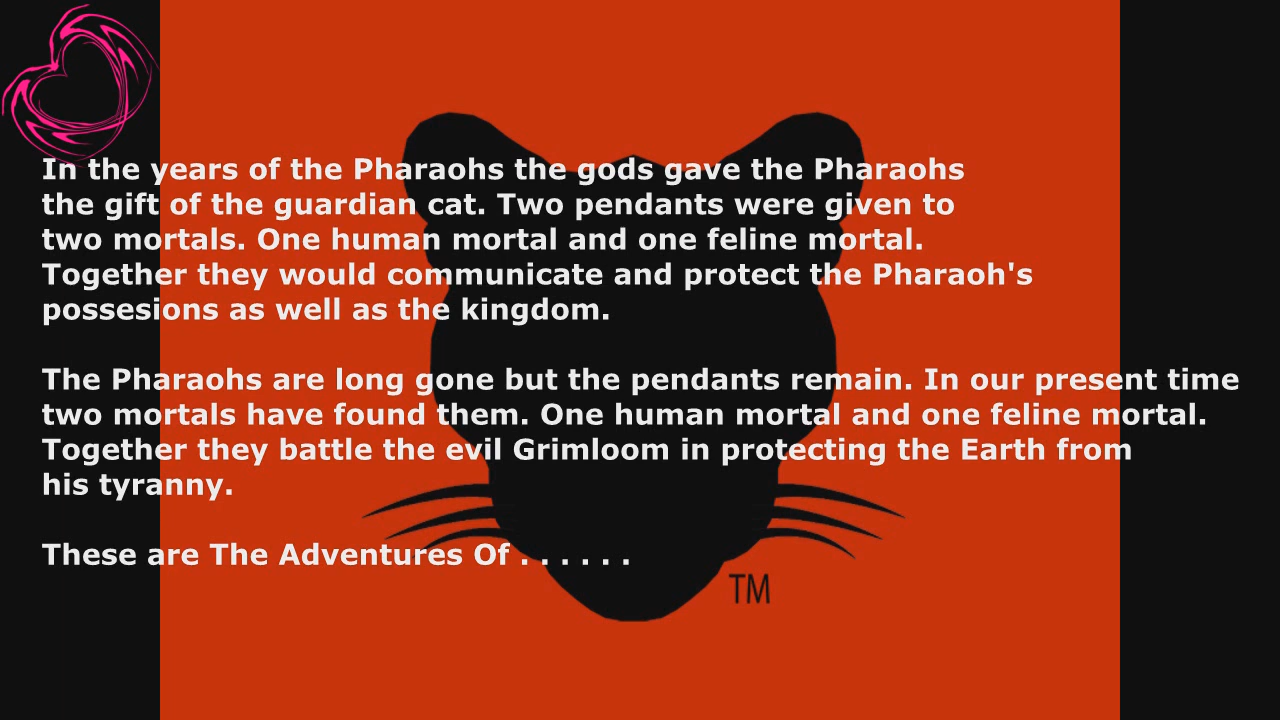 In the years of the Pharaohs the gods gave the Pharaohs
the gift of the guardian cat. Two pendants were given to
two mortals. One human mortal and one feline mortal.
Together they would communicate and protect the Pharaoh's
possesions as well as the kingdom.
The Pharaohs are long gone but the pendants remain. In our present time
two mortals have found them. One human mortal and one feline mortal.
Together they battle the evil Grimloom in protecting the Earth from
his tyranny.
These are The Adventures Of . . . . . .
TM